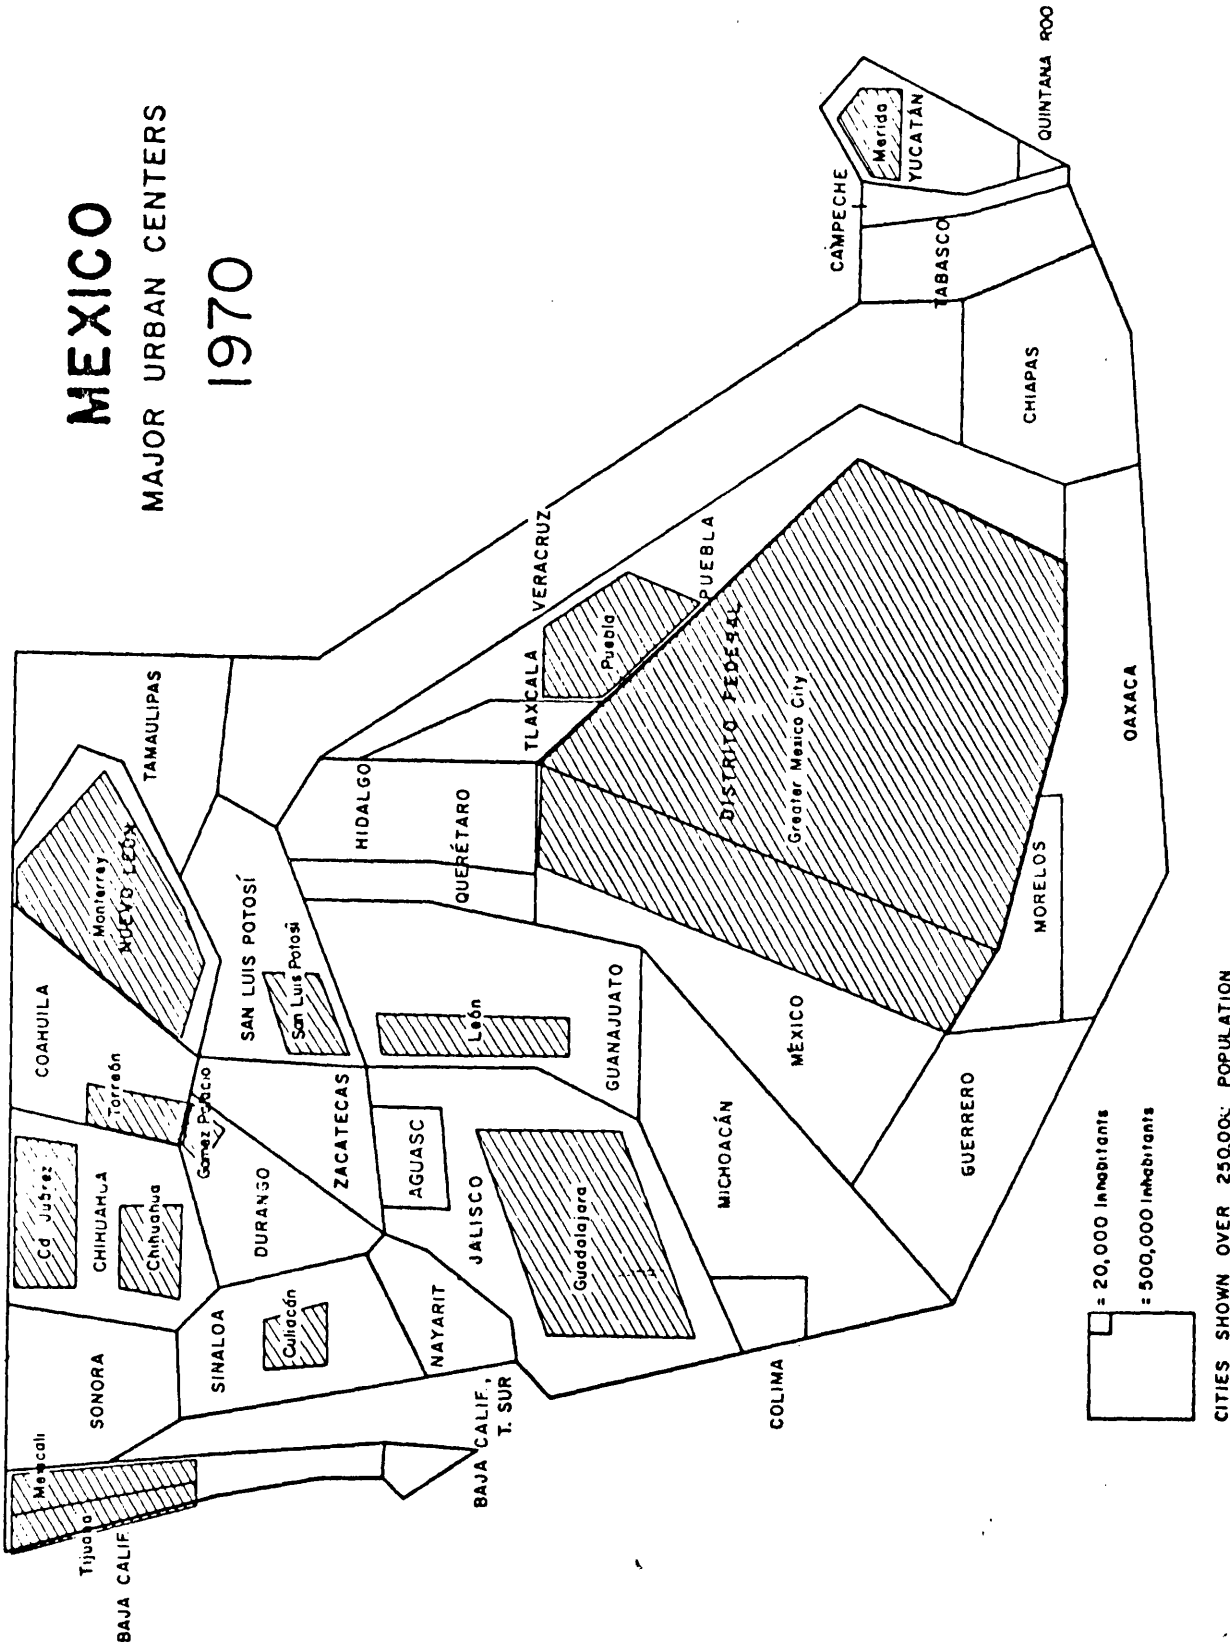 MEXICO
MAJOR URBAN CENTERS
1970
Tijuana
Mexicali
BAJA CALIF.
BAJA CALIF.,
T. SUR
SONORA
Cd Juárez
CHIHUAHUA
Chihuahua
SINALOA
Culiacán
COAHUILA
Torreón
Gomez Palacio
DURANGO
NAYARIT
Monterrey
NUEVO LEÓN
TAMAULIPAS
SAN LUIS POTOSÍ
San Luis Potosi
ZACATECAS
AGUASC
JALISCO
Guadalajara
León
GUANAJUATO
HIDALGO
QUERÉTARO
TLAXCALA
VERACRUZ
Puebla
PUEBLA
DISTRITO FEDERAL
Greater Mexico City
MÉXICO
MICHOACÁN
COLIMA
GUERRERO
MORELOS
OAXACA
CHIAPAS
TABASCO
CAMPECHE
Merida
YUCATÁN
QUINTANA ROO
= 20,000 Inhabitants
= 500,000 Inhabitants
CITIES SHOWN OVER 250,000 POPULATION